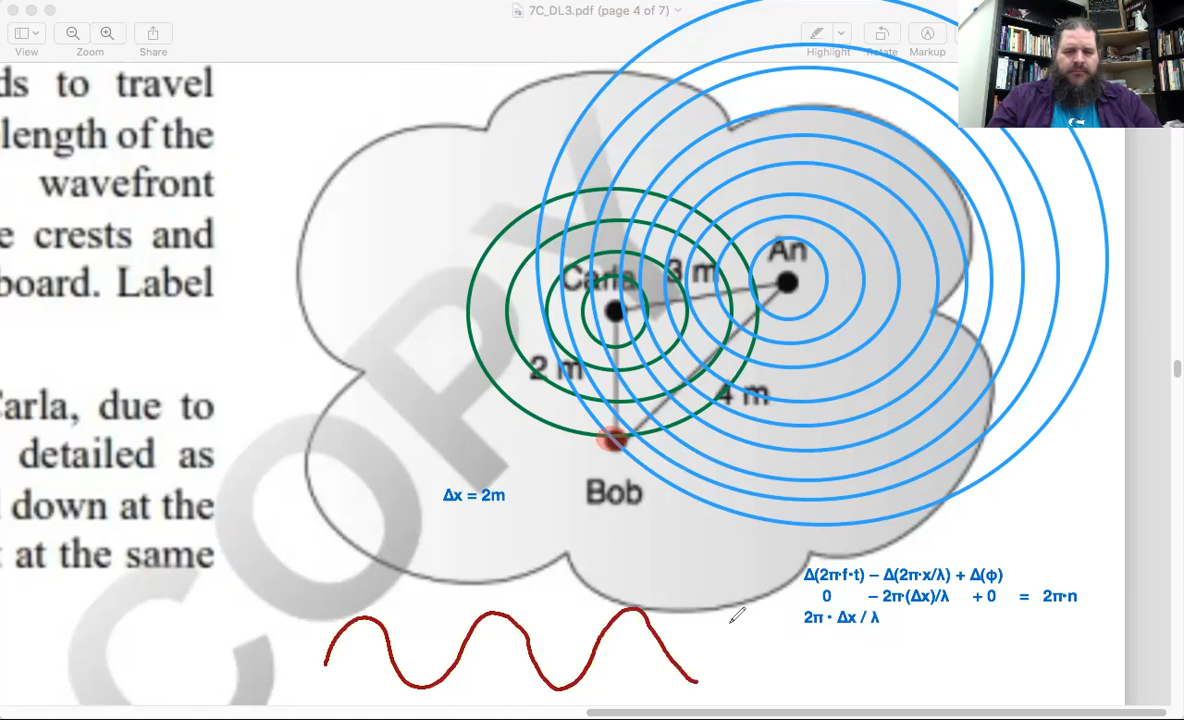 7C_DL3.pdf (page 4 of 7)
View
Zoom
Share
Highlight
Rotate
Markup
ds to travel
length of the
wavefront
e crests and
board. Label
Carla, due to
detailed as
down at the
at the same
COPY
An
Carla
3 m
2 m
4 m
Bob
Δx = 2m
Δ(2π·f·t) – Δ(2π·x/λ) + Δ(ϕ)
0 – 2π·(Δx)/λ + 0 = 2π·n
2π · Δx / λ